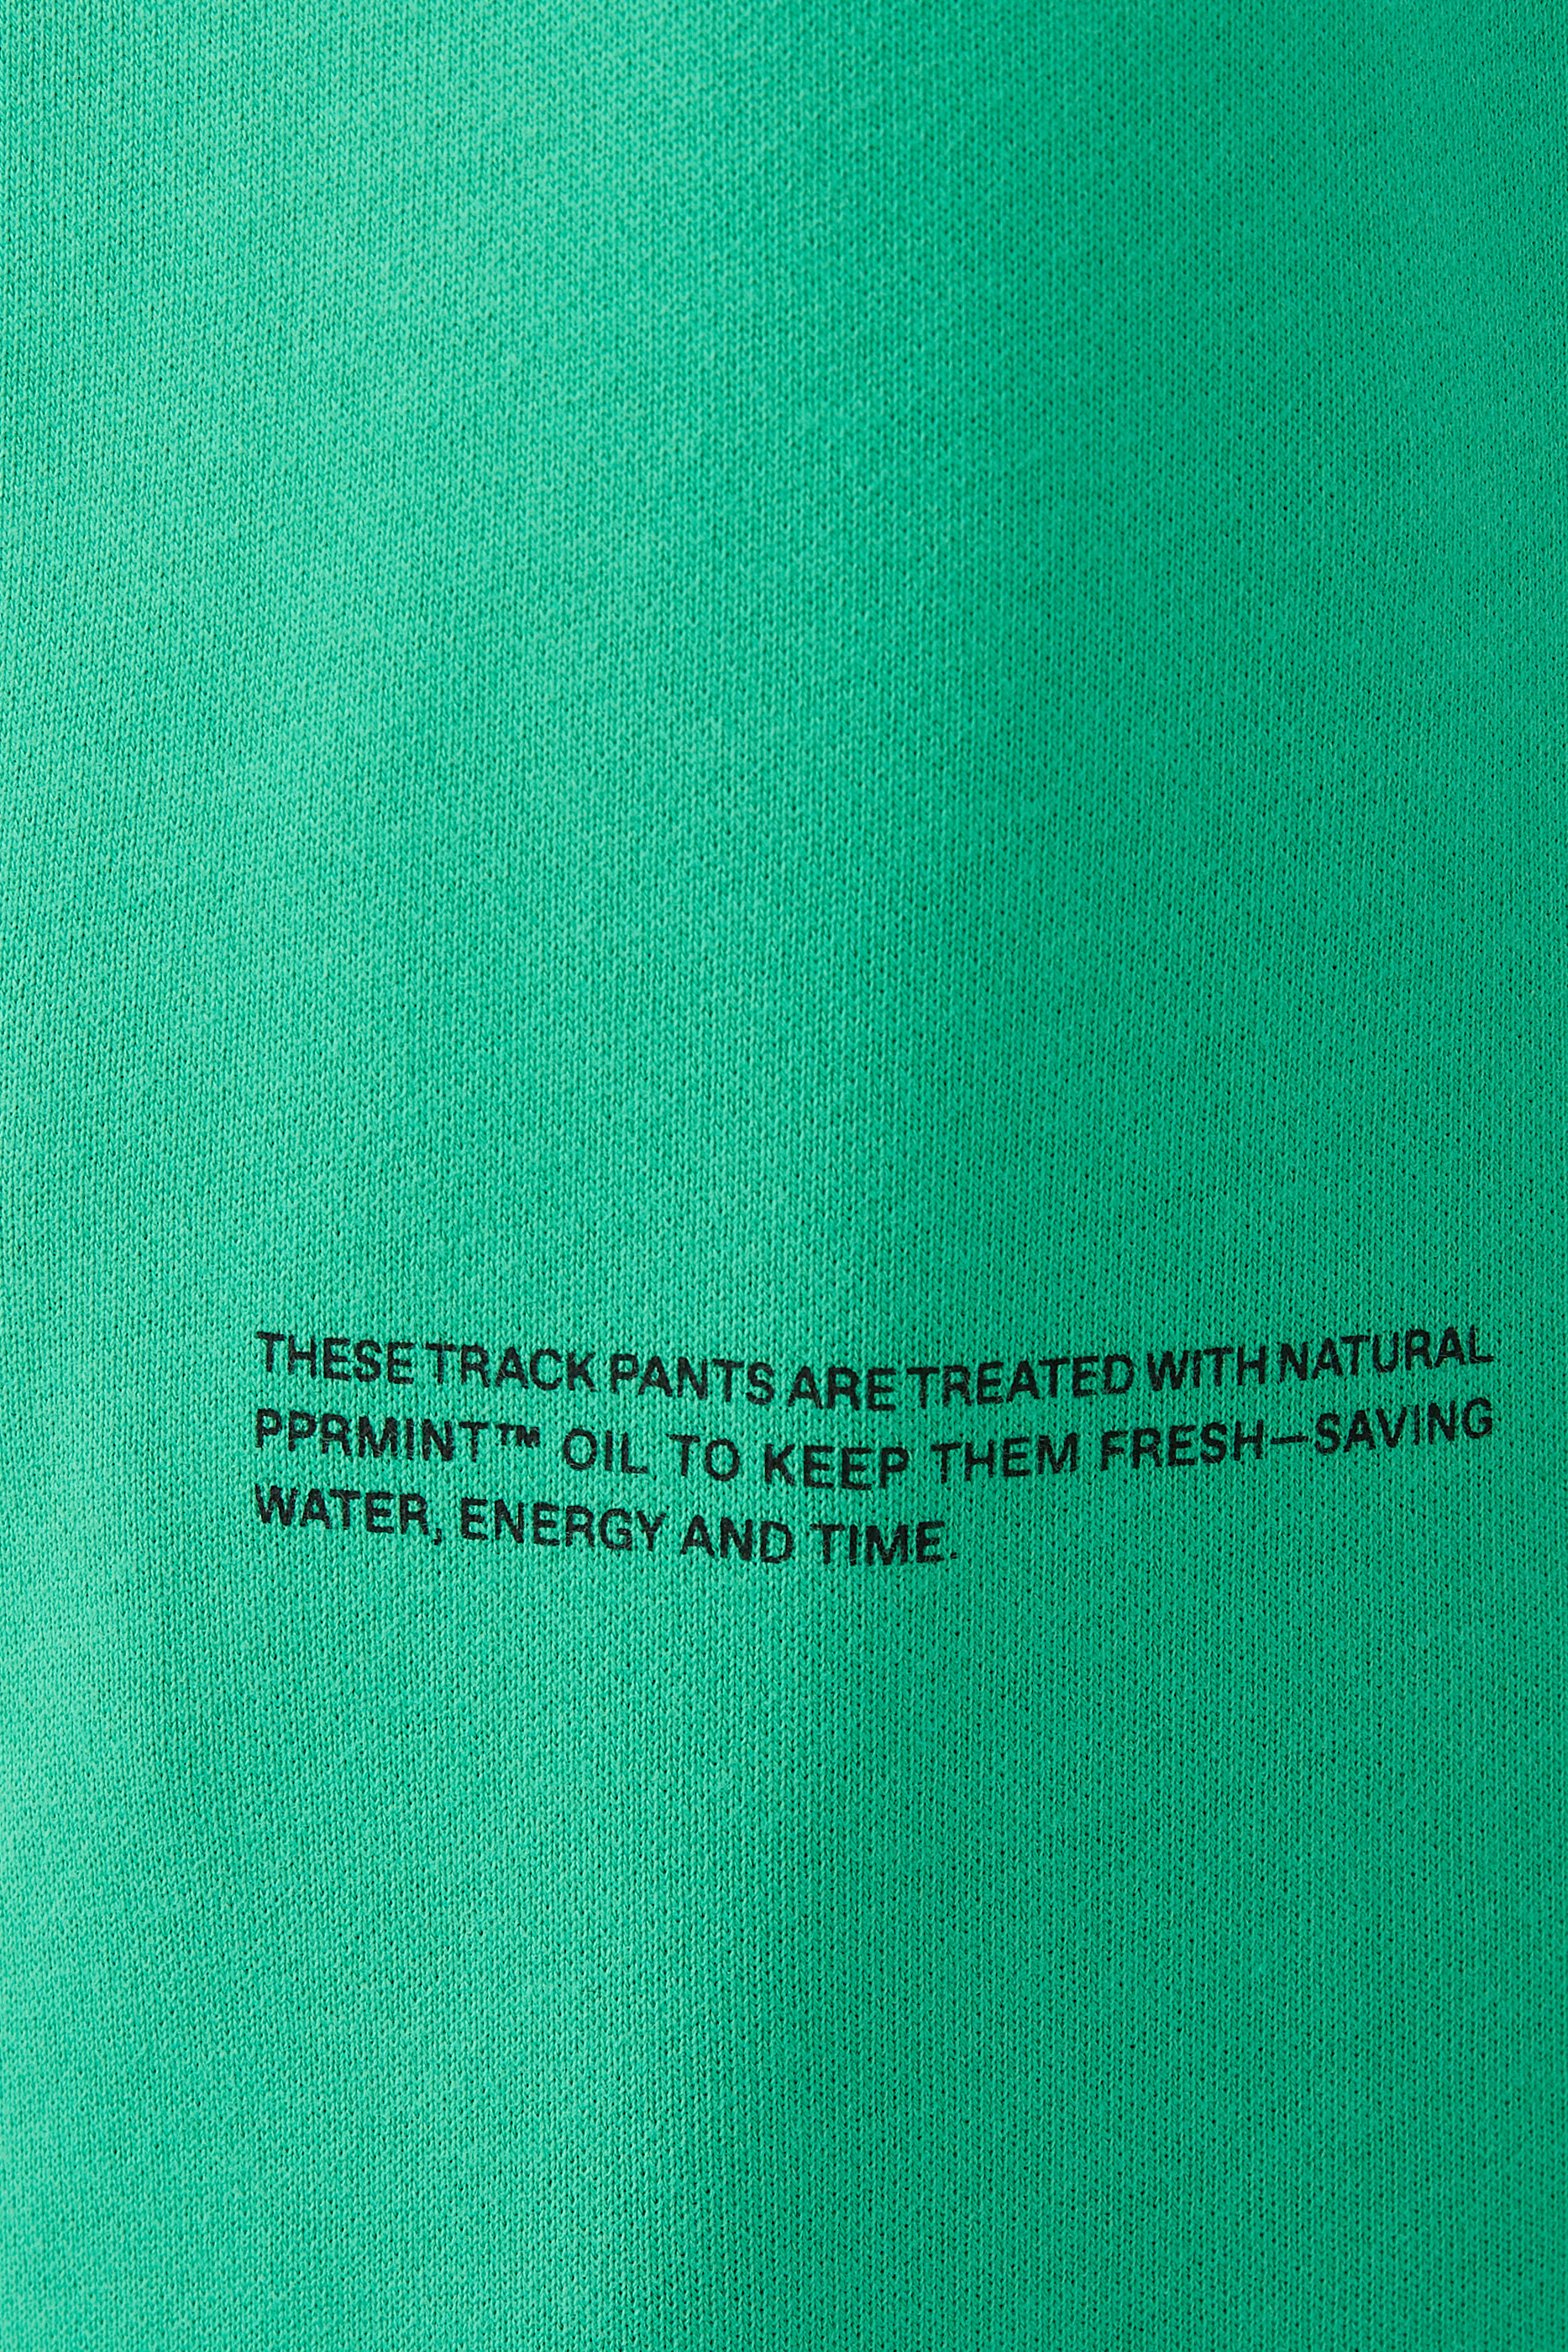 THESE TRACK PANTS ARE TREATED WITH NATURAL
PPRMINT™ OIL TO KEEP THEM FRESH—SAVING
WATER, ENERGY AND TIME.